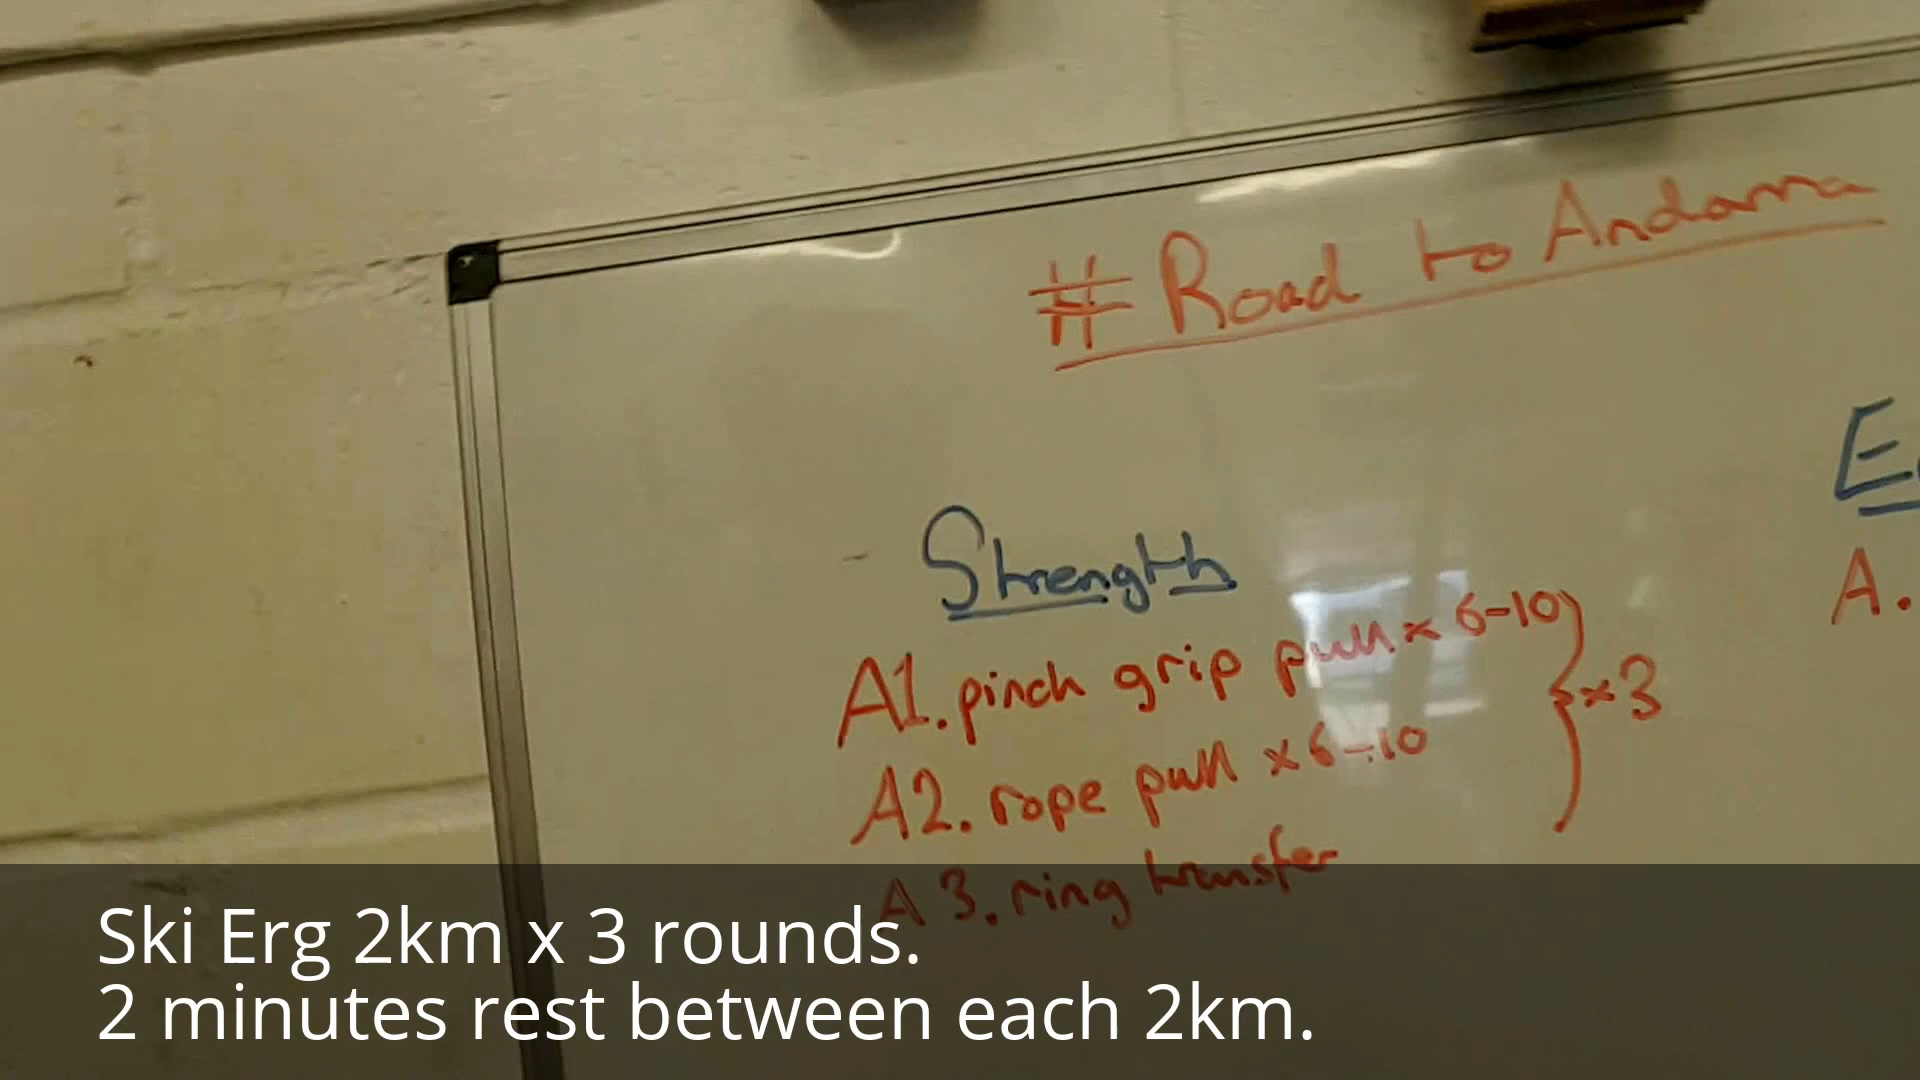 # Road to Andarna
Strength
A1. pinch grip pull x 6-10
A2. rope pull x 6-10
x3
A3. ring transfer
A.
Ski Erg 2km x 3 rounds.
2 minutes rest between each 2km.